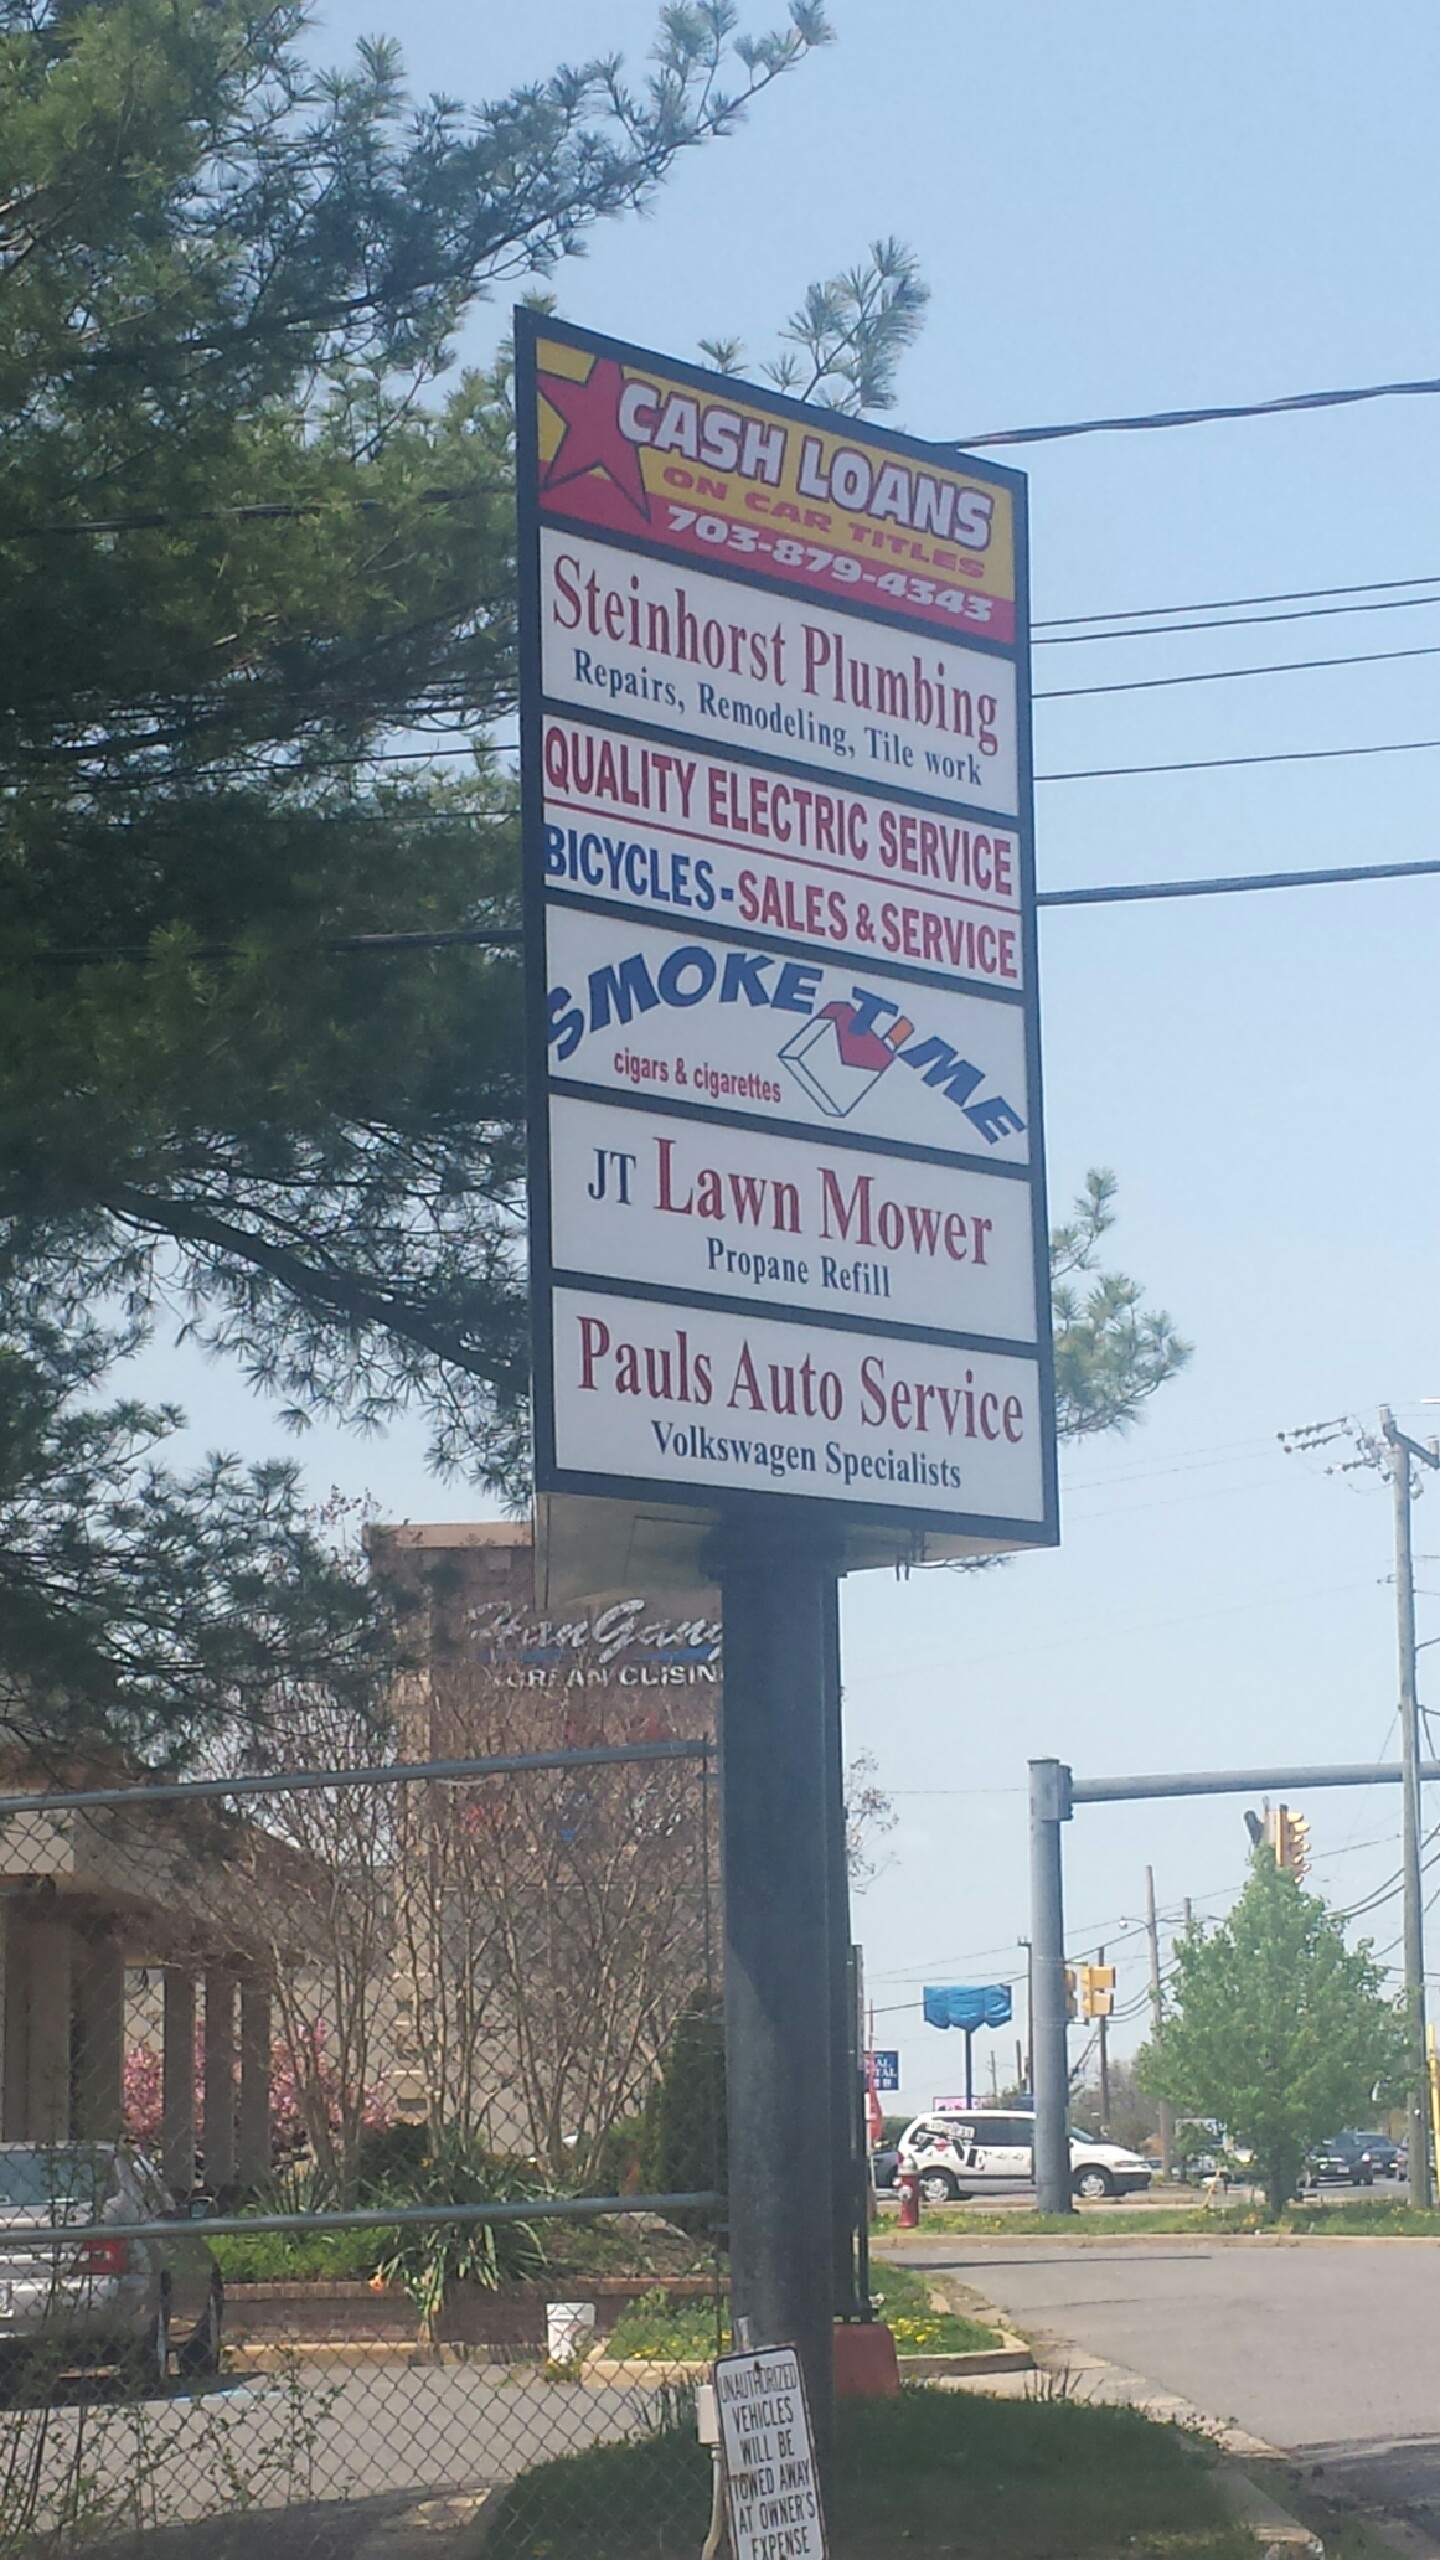 CASH LOANS
ON CAR TITLES
703-879-4343
Steinhorst Plumbing
Repairs, Remodeling, Tile work
QUALITY ELECTRIC SERVICE
BICYCLES-SALES & SERVICE
SMOKE T!ME
cigars & cigarettes
JT Lawn Mower
Propane Refill
Pauls Auto Service
Volkswagen Specialists
HanGang
UNAUTHORIZED
VEHICLES
WILL BE
TOWED AWAY
AT OWNER'S
EXPENSE